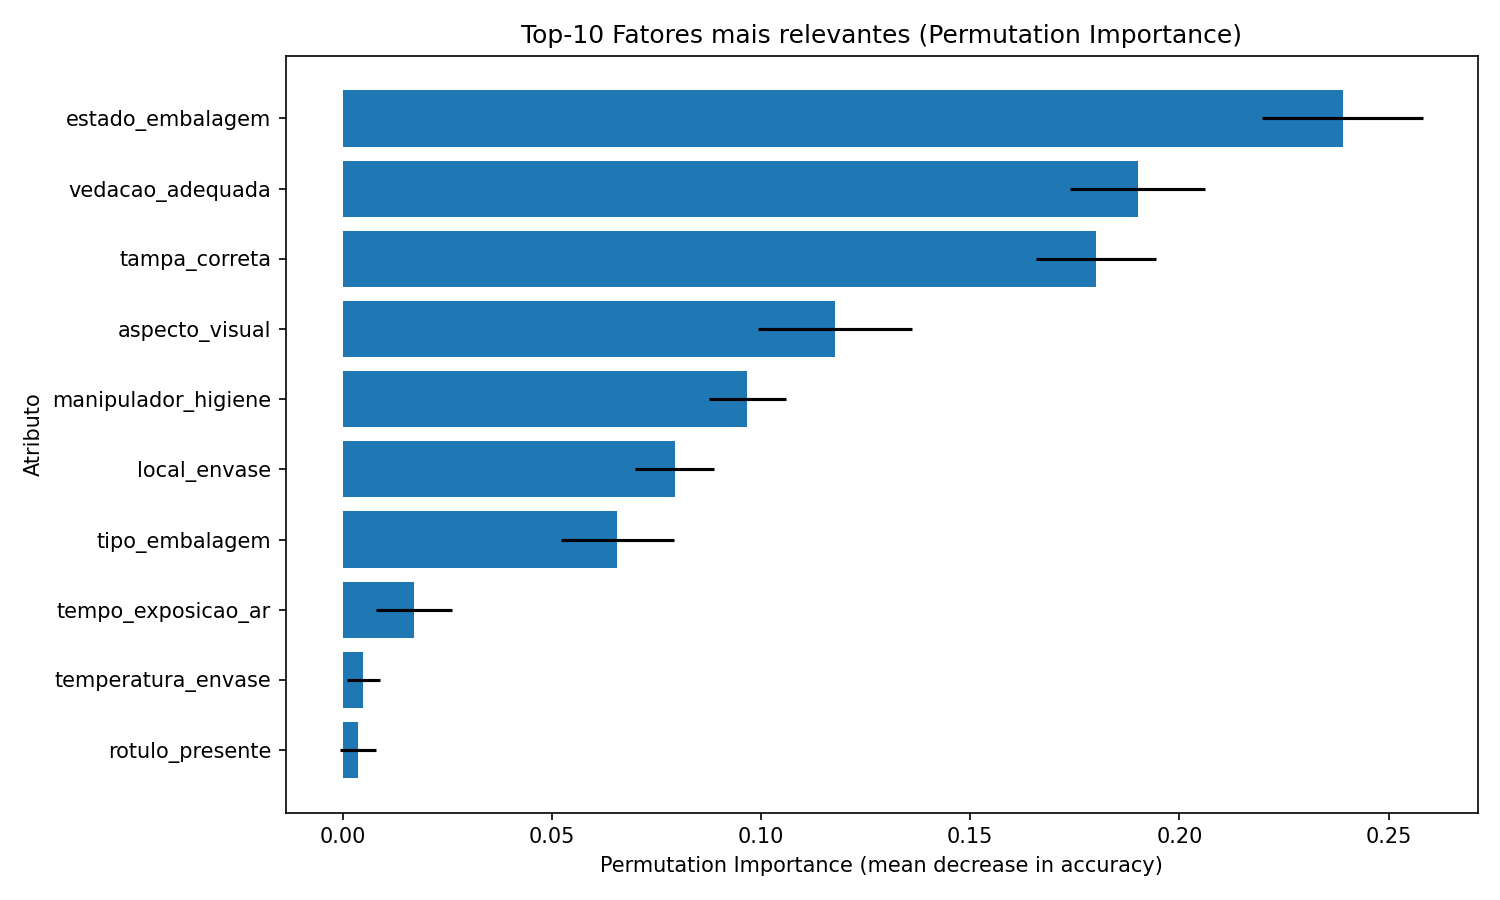 Top-10 Fatores mais relevantes (Permutation Importance)
estado_embalagem
vedacao_adequada
tampa_correta
aspecto_visual
manipulador_higiene
local_envase
tipo_embalagem
tempo_exposicao_ar
temperatura_envase
rotulo_presente
Atributo
0.00 0.05 0.10 0.15 0.20 0.25
Permutation Importance (mean decrease in accuracy)